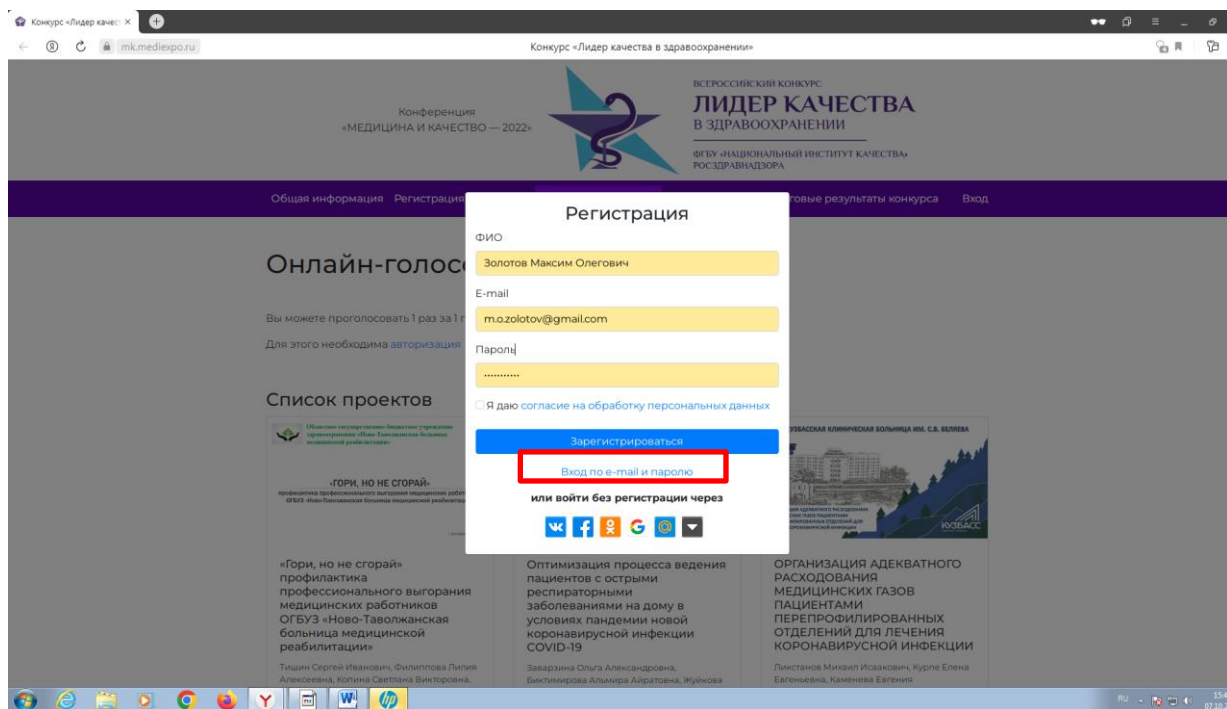 Конкурс «Лидер качес
mk.mediexpo.ru
Конкурс «Лидер качества в здравоохранении»
Конференция
«МЕДИЦИНА И КАЧЕСТВО — 2022»
ВСЕРОССИЙСКИЙ КОНКУРС
ЛИДЕР КАЧЕСТВА
В ЗДРАВООХРАНЕНИИ
ФГБУ «НАЦИОНАЛЬНЫЙ ИНСТИТУТ КАЧЕСТВА»
РОСЗДРАВНАДЗОРА
Общая информация Регистрация
говые результаты конкурса Вход
Регистрация
ФИО
Золотов Максим Олегович
E-mail
m.o.zolotov@gmail.com
Пароль
Я даю согласие на обработку персональных данных
Зарегистрироваться
Вход по e-mail и паролю
или войти без регистрации через
Онлайн-голосо
Вы можете проголосовать 1 раз за 1 п
Для этого необходима авторизация
Список проектов
«ГОРИ, НО НЕ СГОРАЙ»
УЗБАССКАЯ КЛИНИЧЕСКАЯ БОЛЬНИЦА ИМ. С.В. БЕЛЯЕВА
КУЗБАСС
«Гори, но не сгорай»
профилактика
профессионального выгорания
медицинских работников
ОГБУЗ «Ново-Таволжанская
больница медицинской
реабилитации»
Тишин Сергей Иванович, Филиппова Лилия
Алексеевна, Копина Светлана Викторовна,
Оптимизация процесса ведения
пациентов с острыми
респираторными
заболеваниями на дому в
условиях пандемии новой
коронавирусной инфекции
COVID-19
Заварзина Ольга Александровна,
Биктимирова Альмира Айратовна, Жуйкова
ОРГАНИЗАЦИЯ АДЕКВАТНОГО
РАСХОДОВАНИЯ
МЕДИЦИНСКИХ ГАЗОВ
ПАЦИЕНТАМИ
ПЕРЕПРОФИЛИРОВАННЫХ
ОТДЕЛЕНИЙ ДЛЯ ЛЕЧЕНИЯ
КОРОНАВИРУСНОЙ ИНФЕКЦИИ
Ликстанов Михаил Исаакович, Курпе Елена
Евгеньевна, Каменева Евгения
RU
15:4
07.10.2